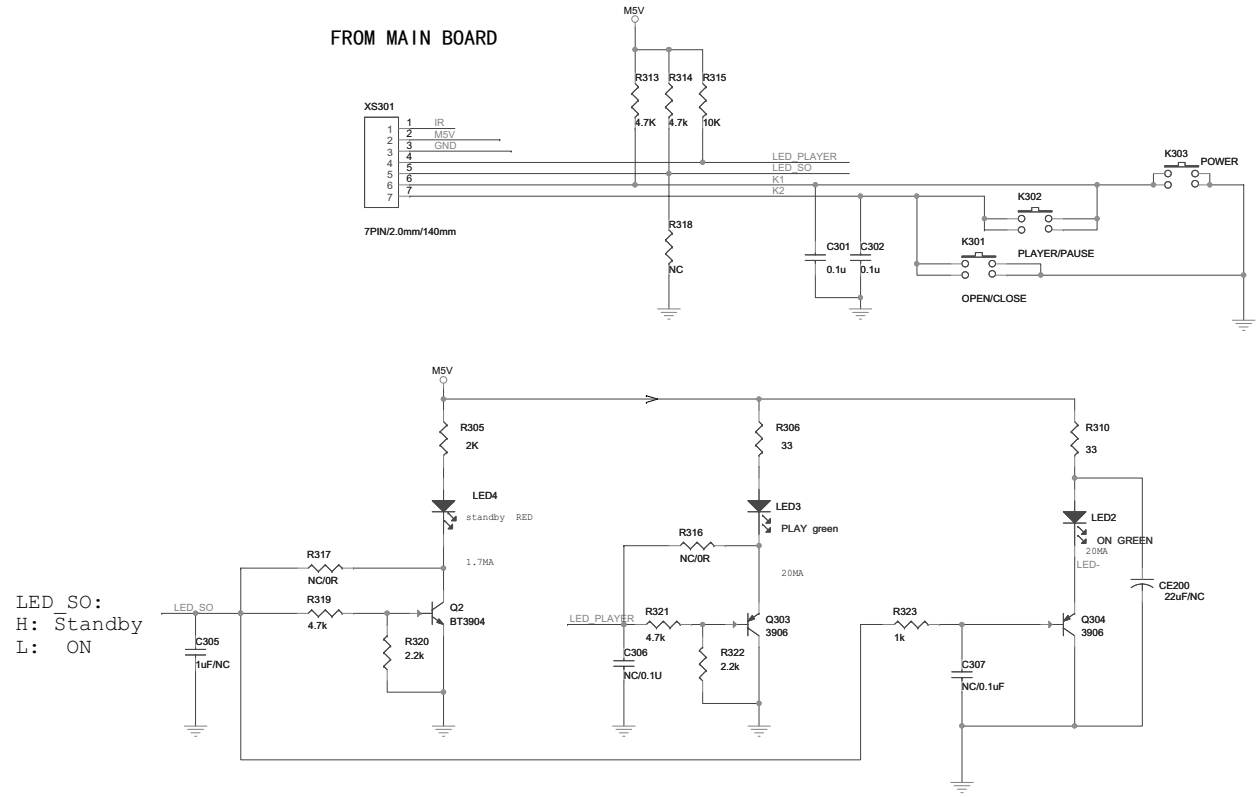 M5V
FROM MAIN BOARD
R313
R314
R315
4.7K
4.7k
10K
XS301
1
2
3
4
5
6
7
1
2
3
4
5
6
7
IR
M5V
GND
LED_PLAYER
LED_SO
K1
K2
K303
POWER
K302
PLAYER/PAUSE
K301
OPEN/CLOSE
7PIN/2.0mm/140mm
R318
NC
C301
0.1u
C302
0.1u
M5V
R305
2K
R306
33
R310
33
LED4
standby RED
1.7MA
LED3
PLAY green
20MA
LED2
ON GREEN
20MA
LED-
CE200
22uF/NC
R317
NC/0R
R316
NC/0R
LED_SO:
H: Standby
L: ON
LED_SO
R319
4.7k
Q2
BT3904
R320
2.2k
C305
1uF/NC
LED_PLAYER
R321
4.7k
Q303
3906
R322
2.2k
C306
NC/0.1U
R323
1k
Q304
3906
C307
NC/0.1uF